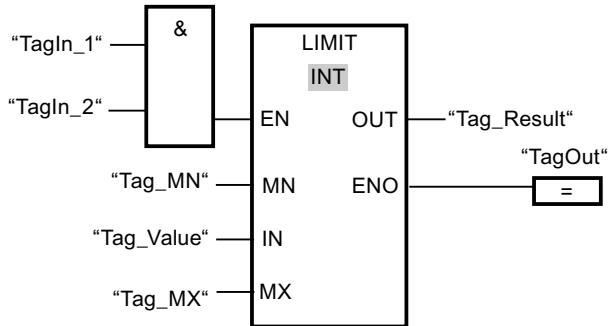 &
“TagIn_1“
LIMIT
INT
“TagIn_2“
EN OUT “Tag_Result“
“TagOut“
“Tag_MN“ MN ENO =
“Tag_Value“ IN
“Tag_MX“ MX